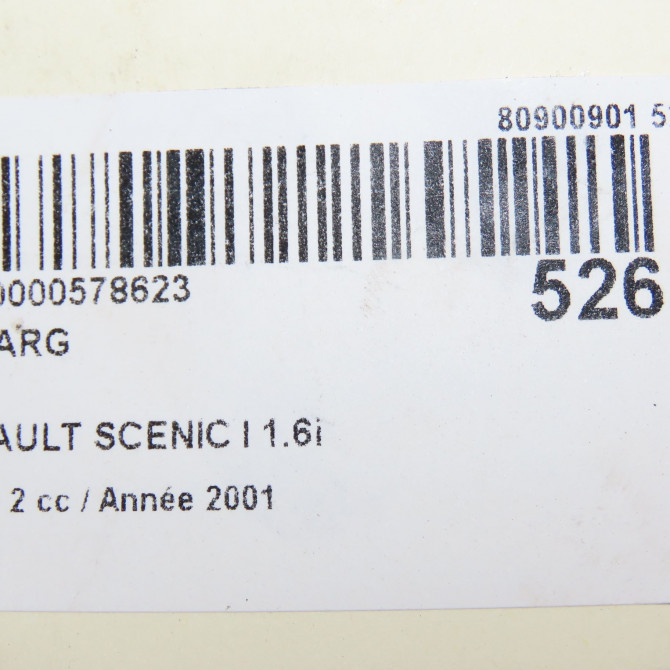 80900901 5
0000578623
526
ARG
AULT SCENIC I 1.6i
2 cc / Année 2001